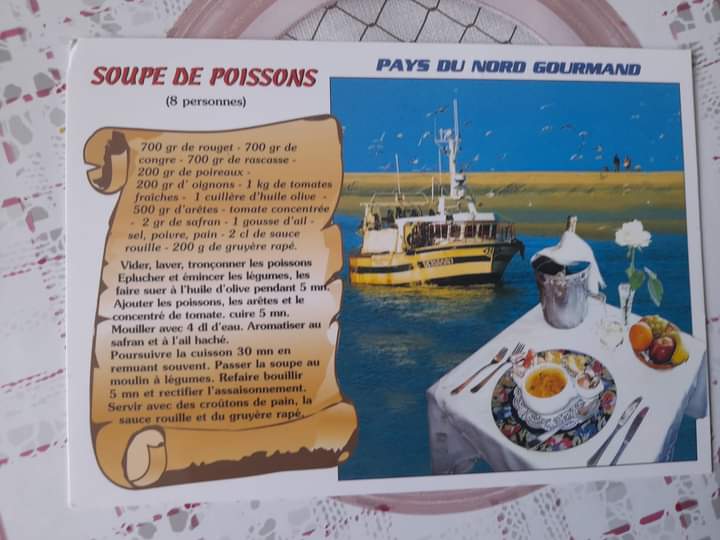 SOUPE DE POISSONS
(8 personnes)
PAYS DU NORD GOURMAND
700 gr de rouget - 700 gr de
congre - 700 gr de rascasse -
200 gr de poireaux -
200 gr d' oignons - 1 kg de tomates
fraîches - 1 cuillère d'huile olive -
500 gr d'arêtes - tomate concentrée
- 2 gr de safran - 1 gousse d'ail -
sel, poivre, pain - 2 cl de sauce
rouille - 200 g de gruyère rapé.
Vider, laver, tronçonner les poissons
Eplucher et émincer les légumes, les
faire suer à l'huile d'olive pendant 5 mn.
Ajouter les poissons, les arêtes et le
concentré de tomate. cuire 5 mn.
Mouiller avec 4 dl d'eau. Aromatiser au
safran et à l'ail haché.
Poursuivre la cuisson 30 mn en
remuant souvent. Passer la soupe au
moulin à légumes. Refaire bouillir
5 mn et rectifier l'assaisonnement.
Servir avec des croûtons de pain, la
sauce rouille et du gruyère rapé.